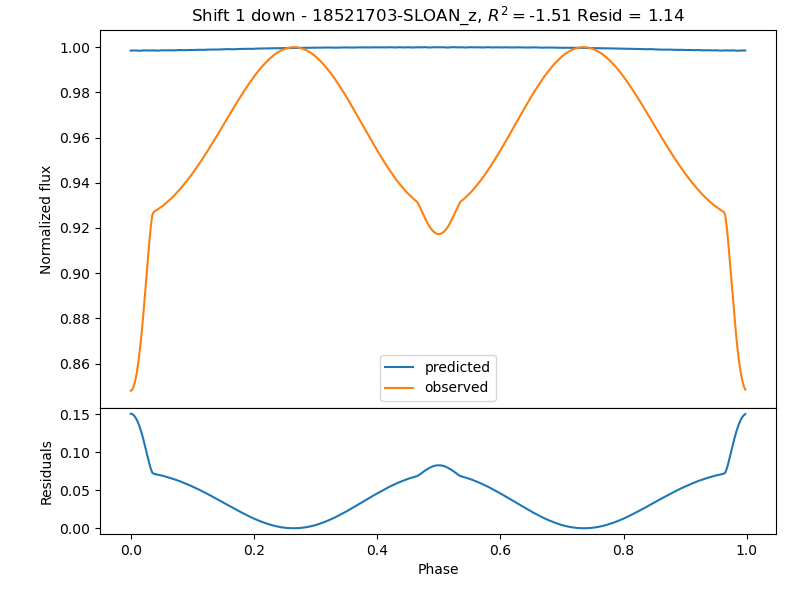 Shift 1 down - 18521703-SLOAN_z, $R^2 = $-1.51 Resid = 1.14
Normalized flux
1.00
0.98
0.96
0.94
0.92
0.90
0.88
0.86
predicted
observed
Residuals
0.15
0.10
0.05
0.00
0.0 0.2 0.4 0.6 0.8 1.0
Phase